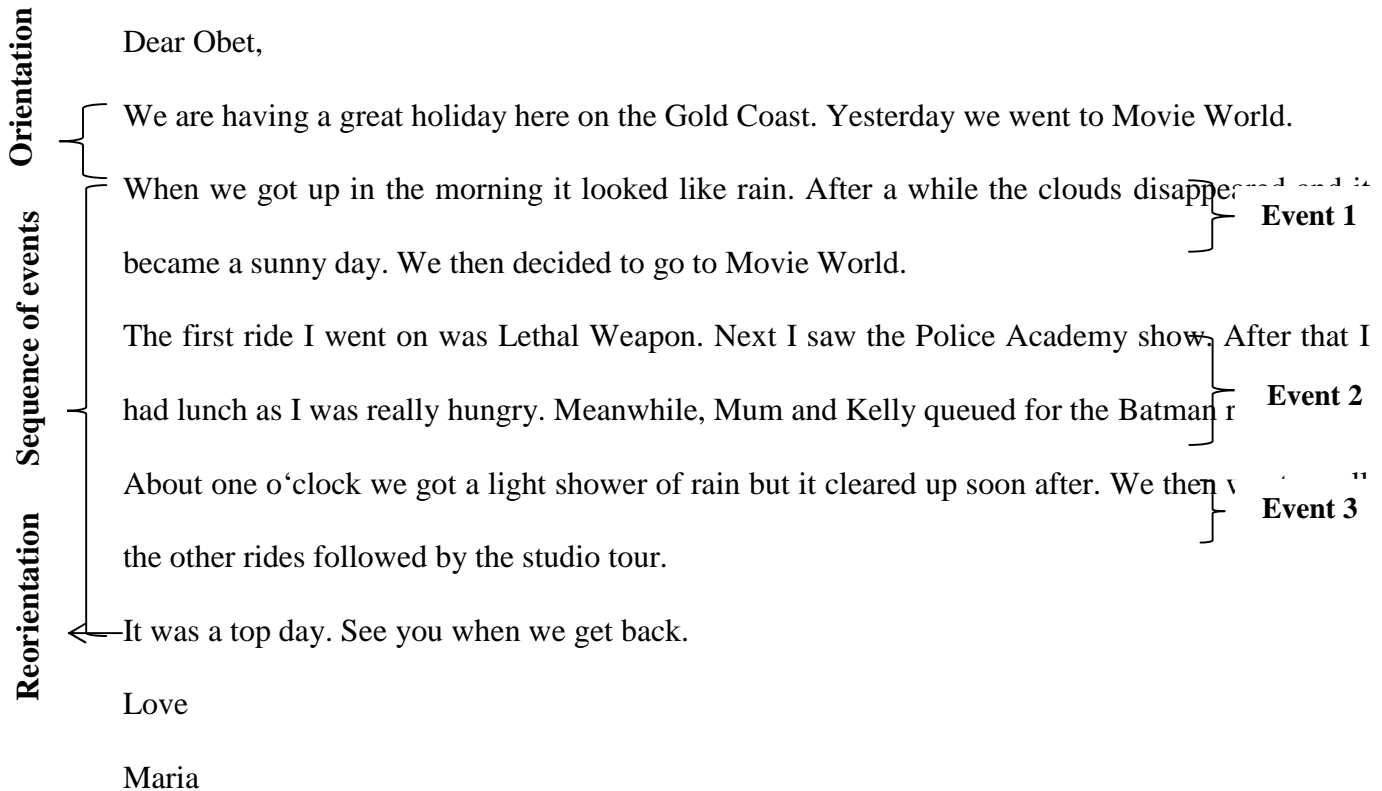 Orientation
Dear Obet,
We are having a great holiday here on the Gold Coast. Yesterday we went to Movie World.
When we got up in the morning it looked like rain. After a while the clouds disappeared and it
Event 1
became a sunny day. We then decided to go to Movie World.
Sequence of events
The first ride I went on was Lethal Weapon. Next I saw the Police Academy show. After that I
had lunch as I was really hungry. Meanwhile, Mum and Kelly queued for the Batman
Event 2
About one o‘clock we got a light shower of rain but it cleared up soon after. We then
Event 3
the other rides followed by the studio tour.
Reorientation
It was a top day. See you when we get back.
Love
Maria